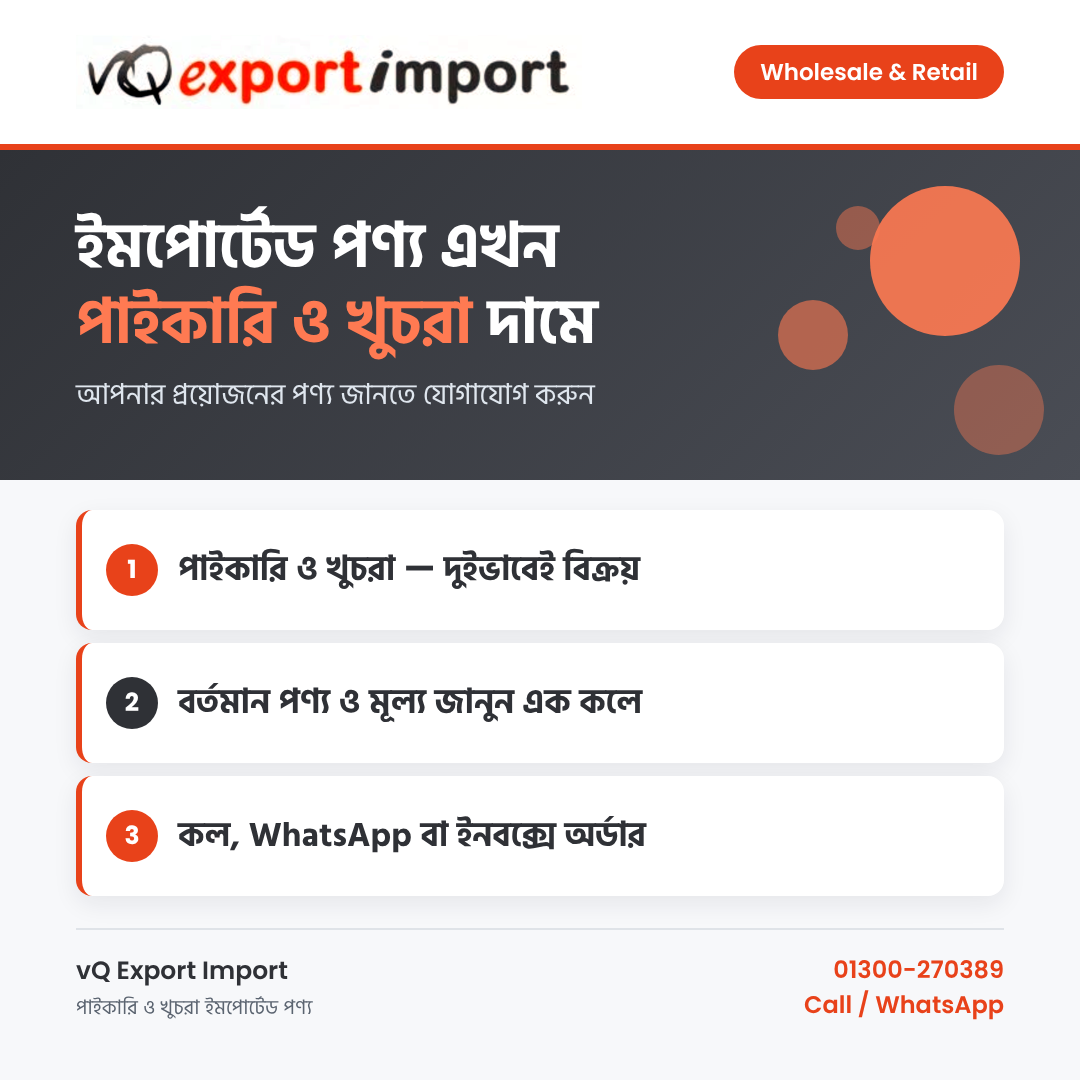 vQ export import
Wholesale & Retail
ইমপোর্টেড পণ্য এখন
পাইকারি ও খুচরা দামে
আপনার প্রয়োজনের পণ্য জানতে যোগাযোগ করুন
1 পাইকারি ও খুচরা — দুইভাবেই বিক্রয়
2 বর্তমান পণ্য ও মূল্য জানুন এক কলে
3 কল, WhatsApp বা ইনবক্সে অর্ডার
vQ Export Import
পাইকারি ও খুচরা ইমপোর্টেড পণ্য
01300-270389
Call / WhatsApp